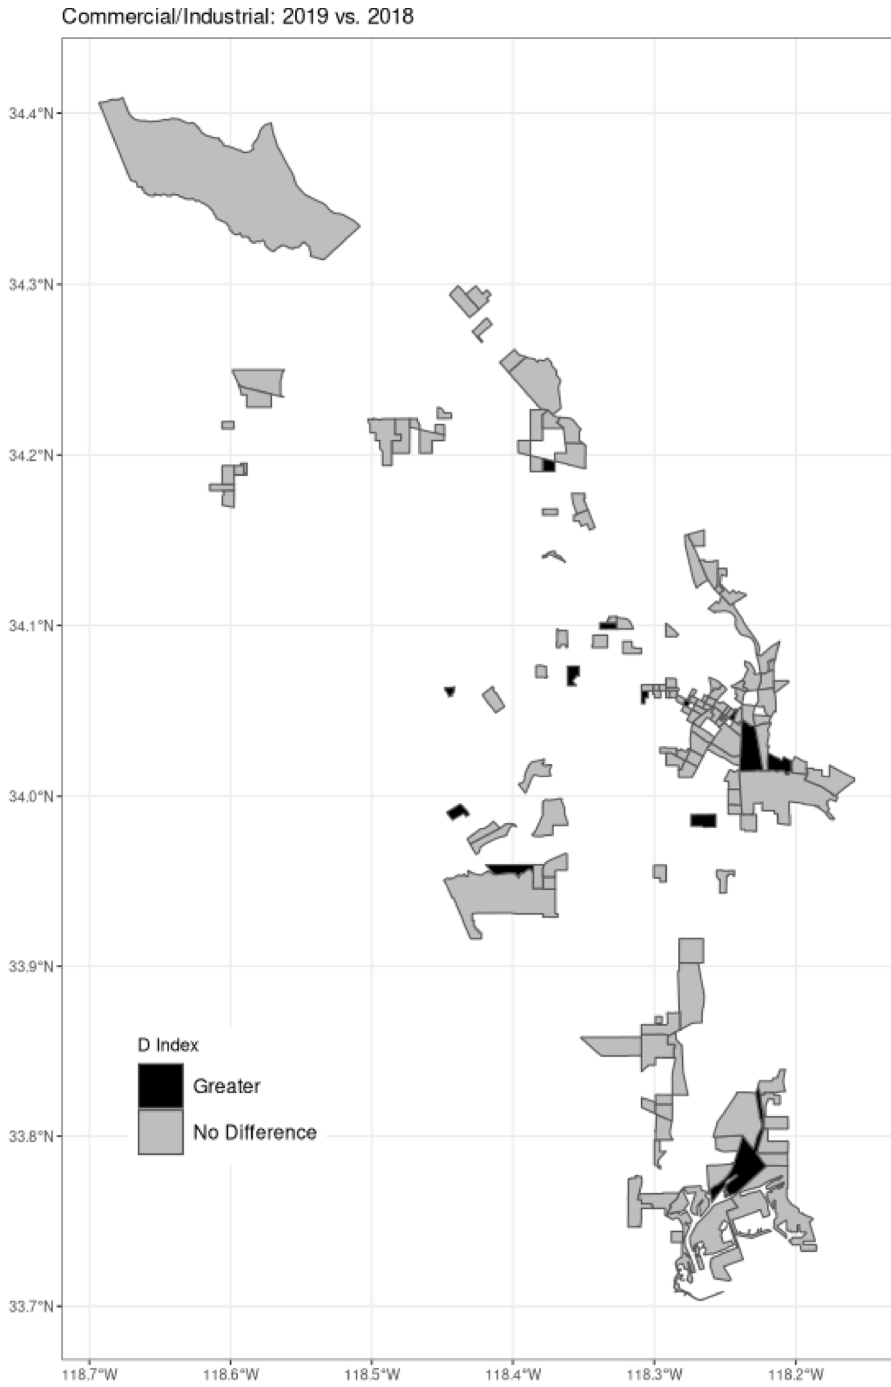 Commercial/Industrial: 2019 vs. 2018
34.4°N
34.3°N
34.2°N
34.1°N
34.0°N
33.9°N
D Index
Greater
No Difference
33.8°N
33.7°N
118.7°W 118.6°W 118.5°W 118.4°W 118.3°W 118.2°W